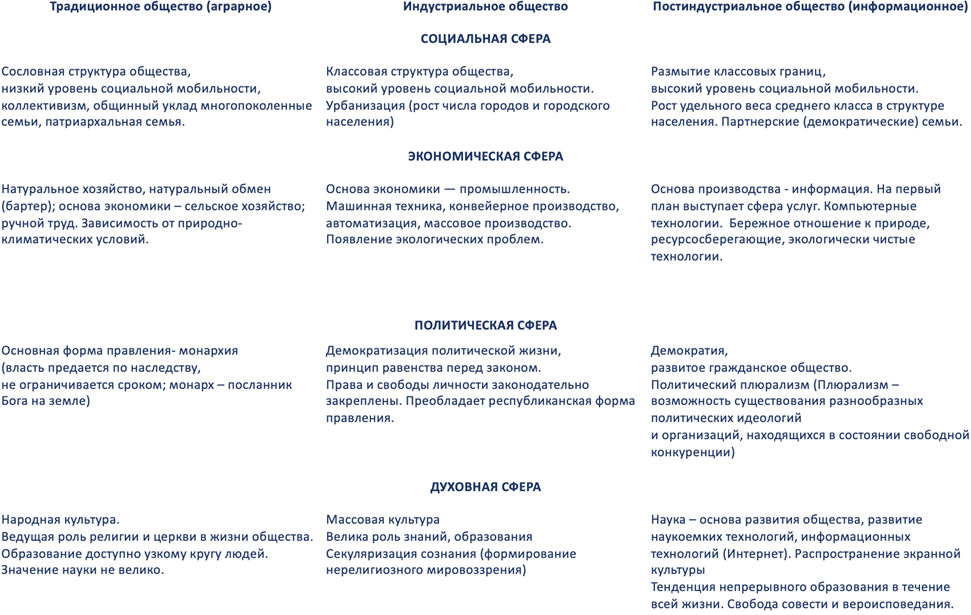 Традиционное общество (аграрное)
Индустриальное общество
Постиндустриальное общество (информационное)
СОЦИАЛЬНАЯ СФЕРА
Сословная структура общества,
низкий уровень социальной мобильности,
коллективизм, общинный уклад многопоколенные
семьи, патриархальная семья.
Классовая структура общества,
высокий уровень социальной мобильности.
Урбанизация (рост числа городов и городского
населения)
Размытие классовых границ,
высокий уровень социальной мобильности.
Рост удельного веса среднего класса в структуре
населения. Партнерские (демократические) семьи.
ЭКОНОМИЧЕСКАЯ СФЕРА
Натуральное хозяйство, натуральный обмен
(бартер); основа экономики – сельское хозяйство;
ручной труд. Зависимость от природно-
климатических условий.
Основа экономики — промышленность.
Машинная техника, конвейерное производство,
автоматизация, массовое производство.
Появление экологических проблем.
Основа производства - информация. На первый
план выступает сфера услуг. Компьютерные
технологии. Бережное отношение к природе,
ресурсосберегающие, экологически чистые
технологии.
ПОЛИТИЧЕСКАЯ СФЕРА
Основная форма правления- монархия
(власть предается по наследству,
не ограничивается сроком; монарх – посланник
Бога на земле)
Демократизация политической жизни,
принцип равенства перед законом.
Права и свободы личности законодательно
закреплены. Преобладает республиканская форма
правления.
Демократия,
развитое гражданское общество.
Политический плюрализм (Плюрализм –
возможность существования разнообразных
политических идеологий
и организаций, находящихся в состоянии свободной
конкуренции)
ДУХОВНАЯ СФЕРА
Народная культура.
Ведущая роль религии и церкви в жизни общества.
Образование доступно узкому кругу людей.
Значение науки не велико.
Массовая культура
Велика роль знаний, образования
Секуляризация сознания (формирование
нерелигиозного мировоззрения)
Наука – основа развития общества, развитие
наукоемких технологий, информационных
технологий (Интернет). Распространение экранной
культуры
Тенденция непрерывного образования в течение
всей жизни. Свобода совести и вероисповедания.